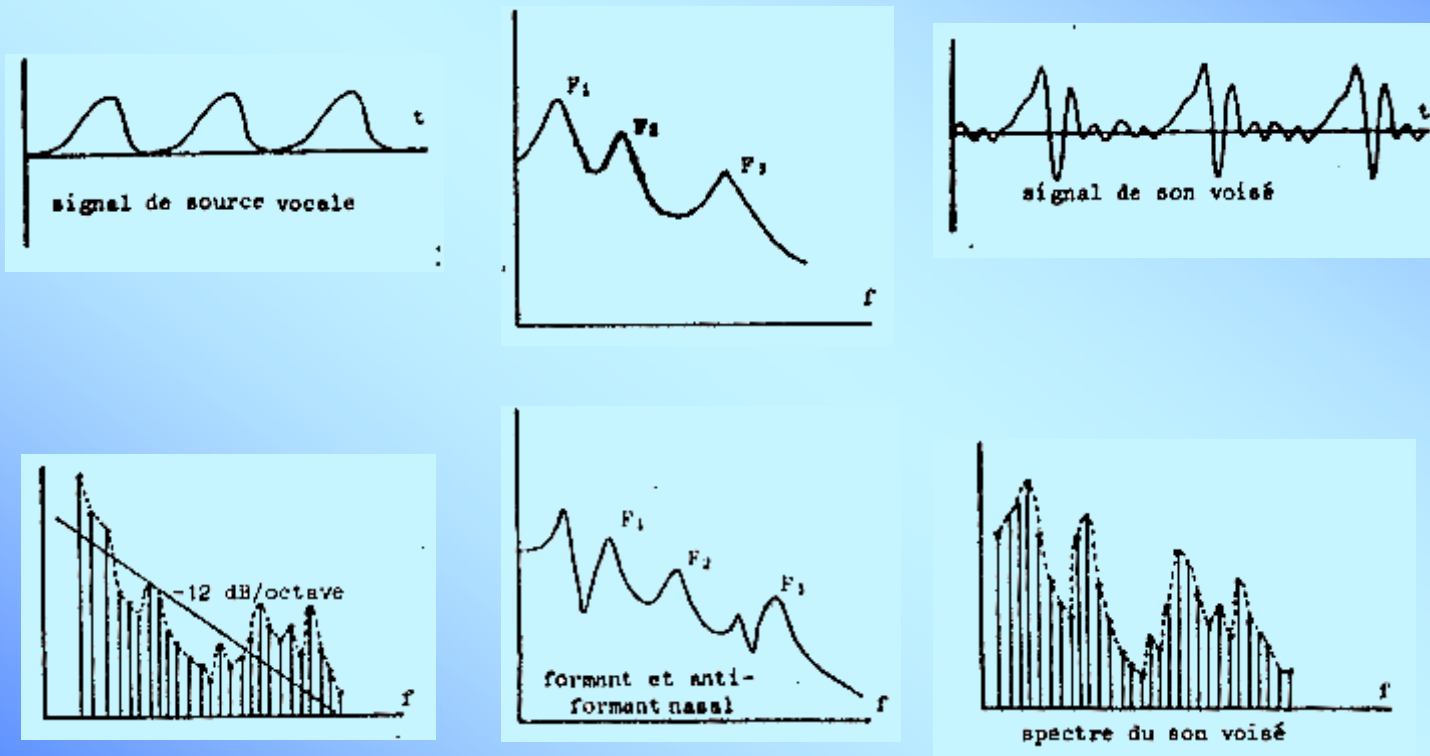 t
signal de source vocale
F1
F2
F3
f
t
signal de son voisé
-12 dB/octave
f
F1
F2
F3
formant et anti-
formant nasal
f
f
spectre du son voisé